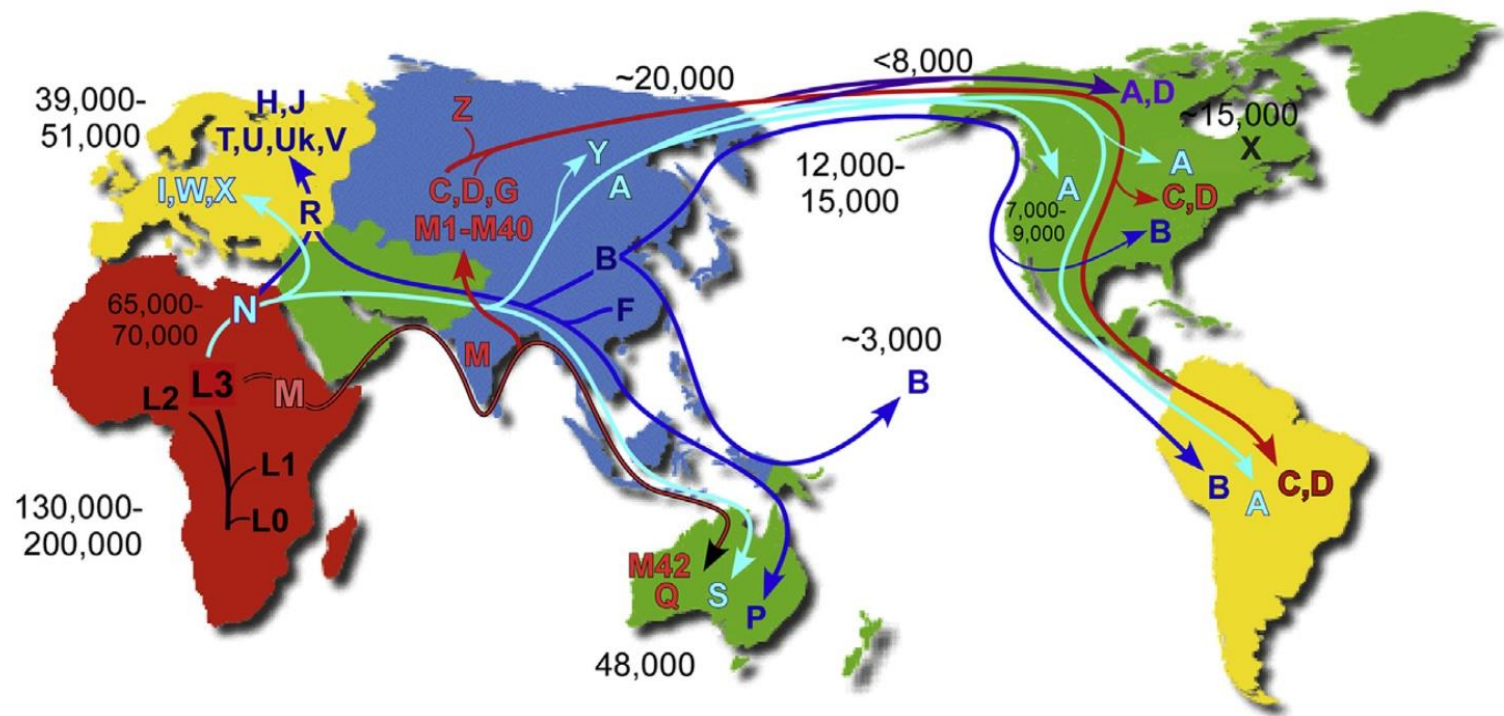 39,000-
51,000
H,J
T,U,Uk,V
I,W,X
R
Z
C,D,G
M1-M40
Y
A
~20,000
<8,000
A,D
~15,000
X
12,000-
15,000
A
A
C,D
7,000-
9,000
B
B
F
65,000-
70,000
N
L3
L2
M
M
L1
L0
130,000-
200,000
~3,000
B
M42
Q
S
P
48,000
B
A
C,D